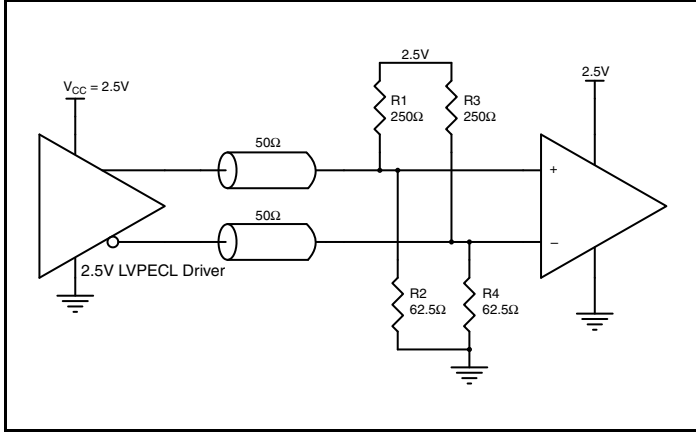 2.5V
V_CC = 2.5V
2.5V
R1
250Ω
R3
250Ω
50Ω
+
50Ω
–
2.5V LVPECL Driver
R2
62.5Ω
R4
62.5Ω